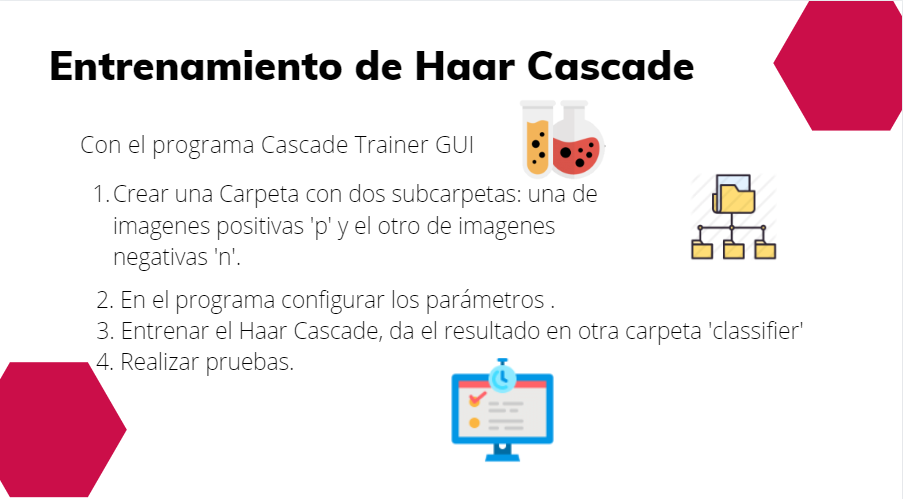 Entrenamiento de Haar Cascade
Con el programa Cascade Trainer GUI
1. Crear una Carpeta con dos subcarpetas: una de
imagenes positivas 'p' y el otro de imagenes
negativas 'n'.
2. En el programa configurar los parámetros .
3. Entrenar el Haar Cascade, da el resultado en otra carpeta 'classifier'
4. Realizar pruebas.